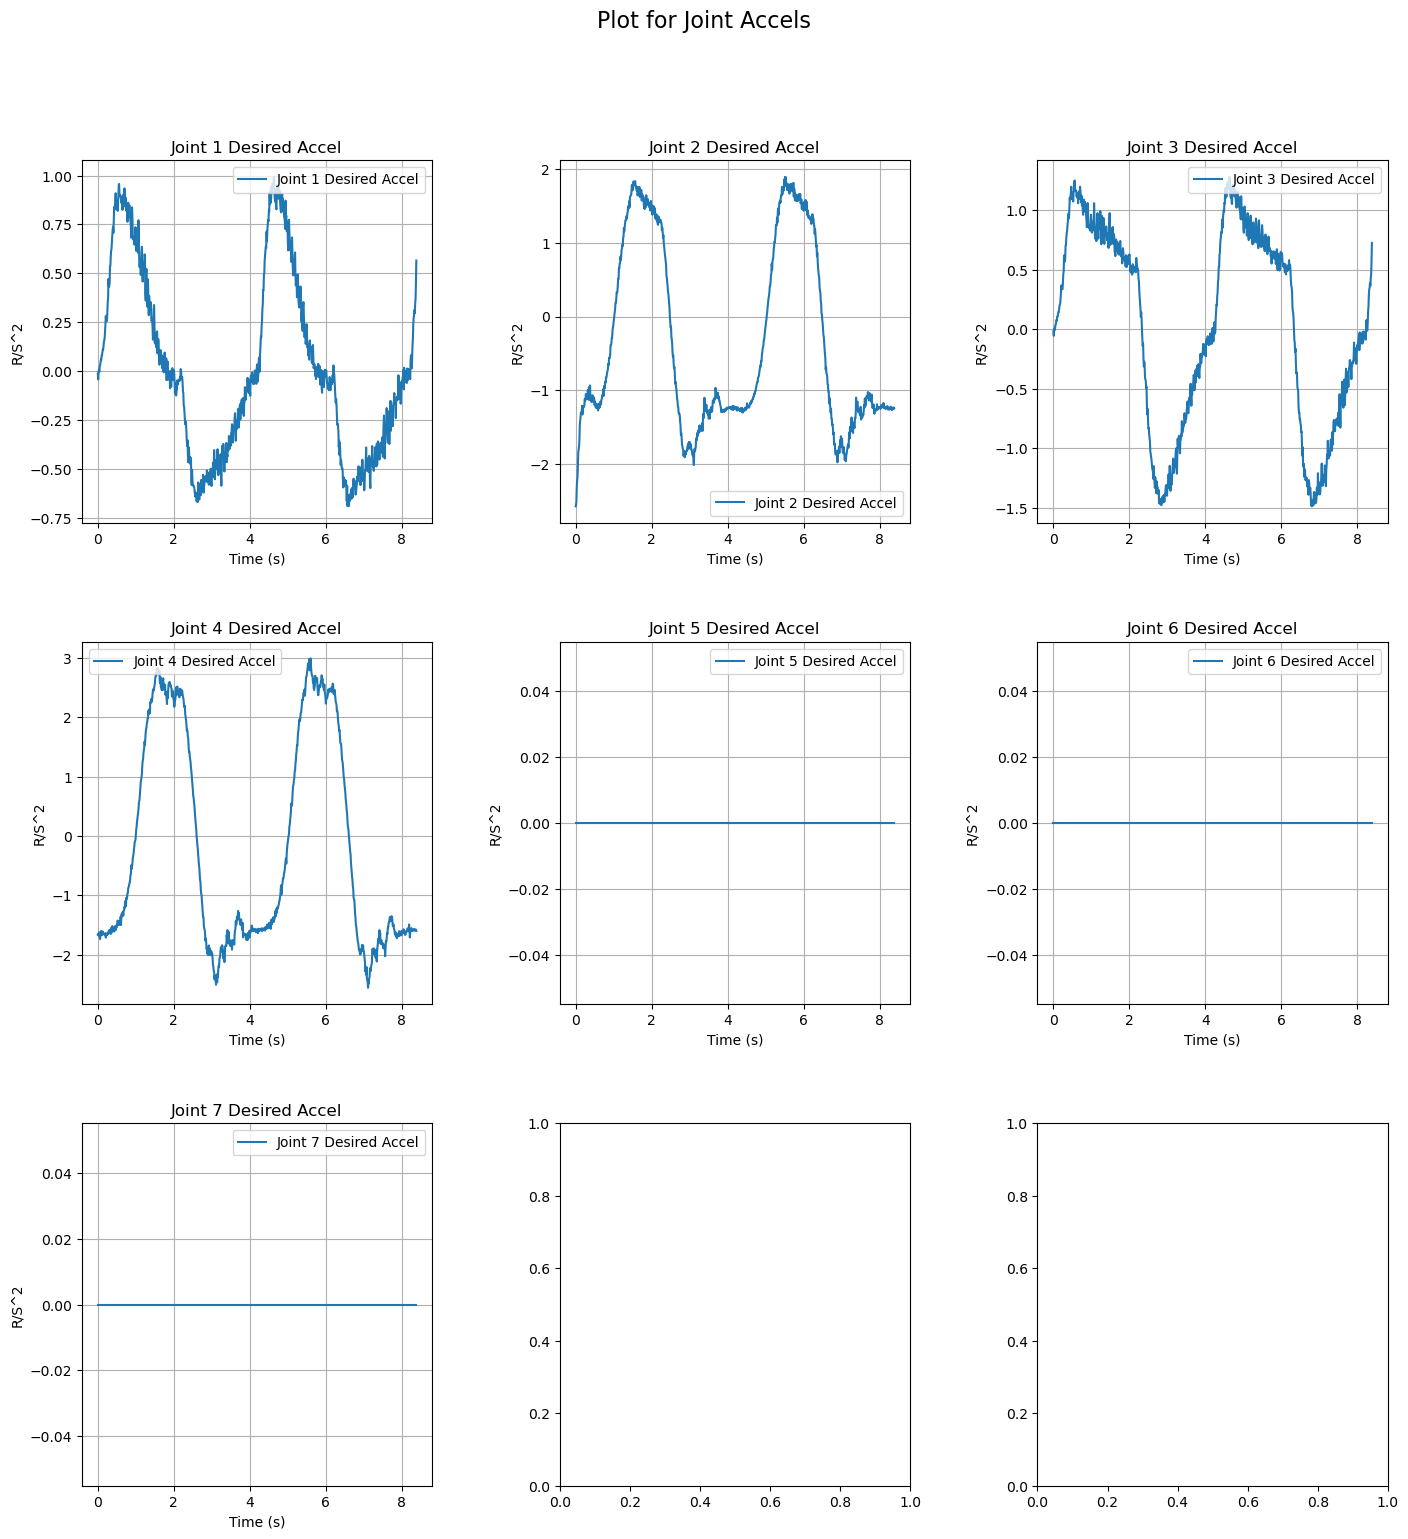 Plot for Joint Accels
Joint 1 Desired Accel
Joint 2 Desired Accel
Joint 3 Desired Accel
1.00
0.75
0.50
0.25
0.00
−0.25
−0.50
−0.75
R/S^2
Joint 1 Desired Accel
0 2 4 6 8
Time (s)
2
1
0
−1
−2
R/S^2
Joint 2 Desired Accel
0 2 4 6 8
Time (s)
1.0
0.5
0.0
−0.5
−1.0
−1.5
R/S^2
Joint 3 Desired Accel
0 2 4 6 8
Time (s)
Joint 4 Desired Accel
Joint 5 Desired Accel
Joint 6 Desired Accel
3
2
1
0
−1
−2
R/S^2
Joint 4 Desired Accel
0 2 4 6 8
Time (s)
0.04
0.02
0.00
−0.02
−0.04
R/S^2
Joint 5 Desired Accel
0 2 4 6 8
Time (s)
0.04
0.02
0.00
−0.02
−0.04
R/S^2
Joint 6 Desired Accel
0 2 4 6 8
Time (s)
Joint 7 Desired Accel
0.04
0.02
0.00
−0.02
−0.04
R/S^2
Joint 7 Desired Accel
0 2 4 6 8
Time (s)
1.0
0.8
0.6
0.4
0.2
0.0
0.0 0.2 0.4 0.6 0.8 1.0
1.0
0.8
0.6
0.4
0.2
0.0
0.0 0.2 0.4 0.6 0.8 1.0